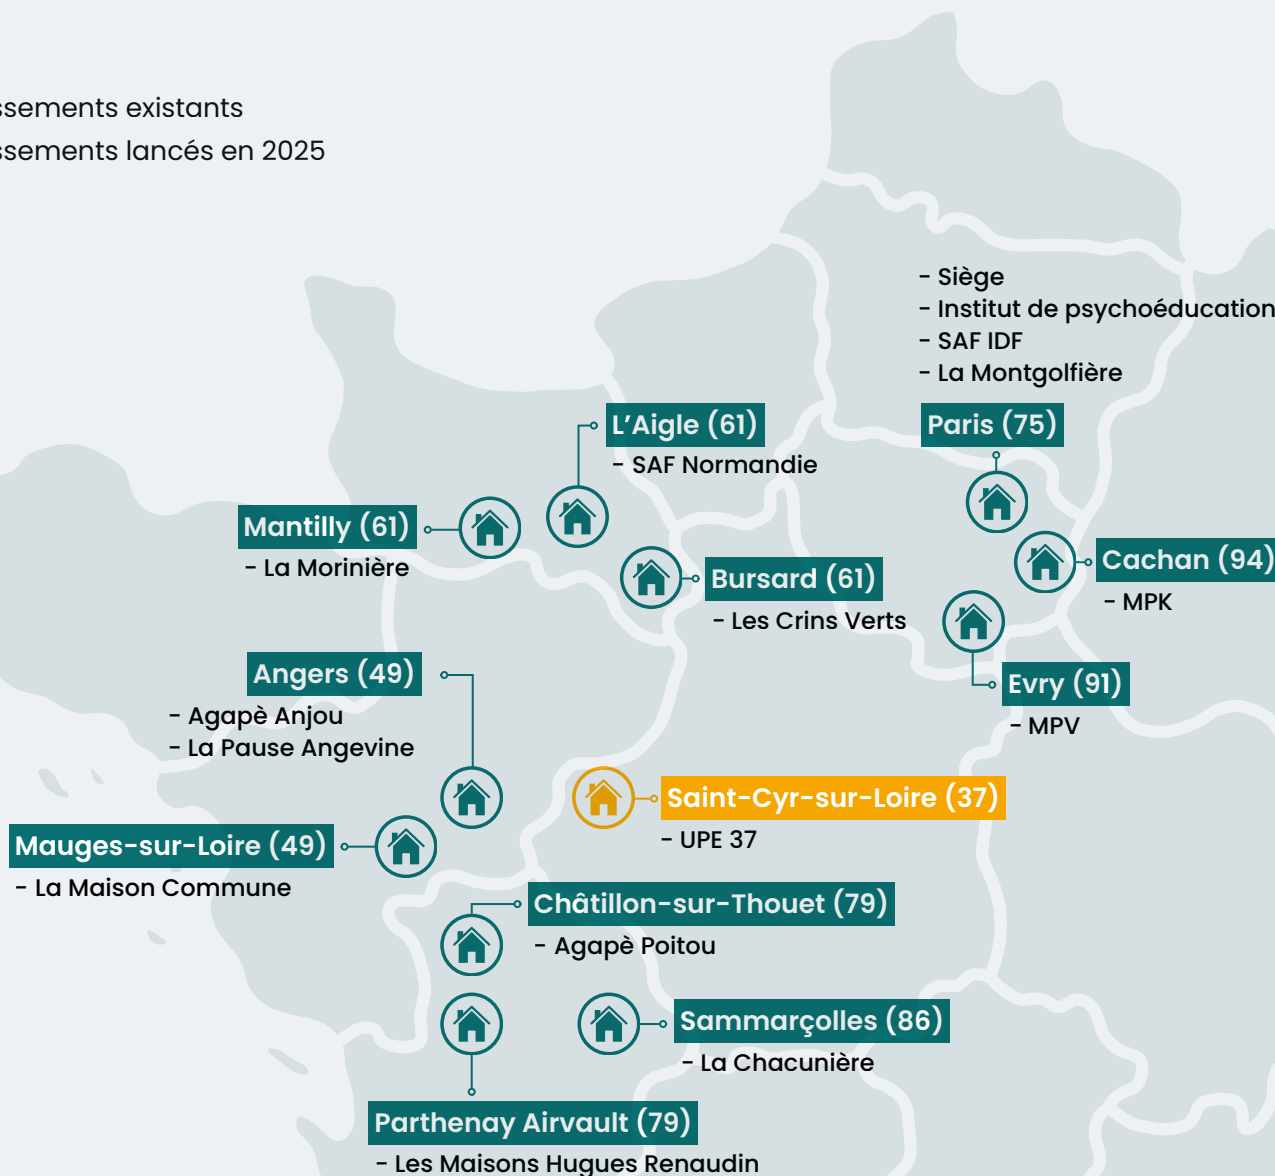 ssements existants
ssements lancés en 2025
- Siège
- Institut de psychoéducation
- SAF IDF
- La Montgolfière
L’Aigle (61)
- SAF Normandie
Paris (75)
Mantilly (61)
- La Morinière
Bursard (61)
- Les Crins Verts
Cachan (94)
- MPK
Angers (49)
- Agapè Anjou
- La Pause Angevine
Evry (91)
- MPV
Saint-Cyr-sur-Loire (37)
- UPE 37
Mauges-sur-Loire (49)
- La Maison Commune
Châtillon-sur-Thouet (79)
- Agapè Poitou
Sammarçolles (86)
- La Chacunière
Parthenay Airvault (79)
- Les Maisons Hugues Renaudin